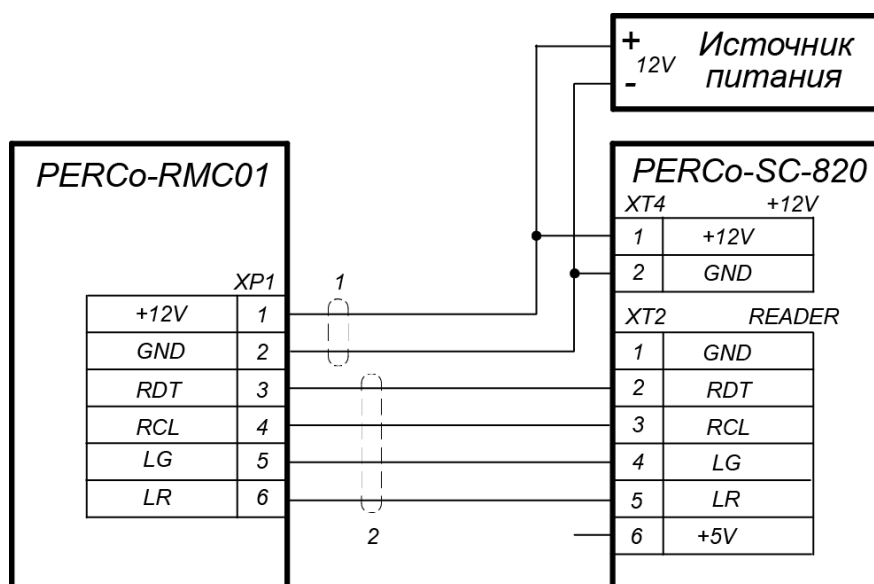 + Источник
12V
- питания
PERCo-RMC01
PERCo-SC-820
XT4 +12V
1 +12V
2 GND
XP1
+12V 1
GND 2
RDT 3
RCL 4
LG 5
LR 6
1
2
XT2 READER
1 GND
2 RDT
3 RCL
4 LG
5 LR
6 +5V